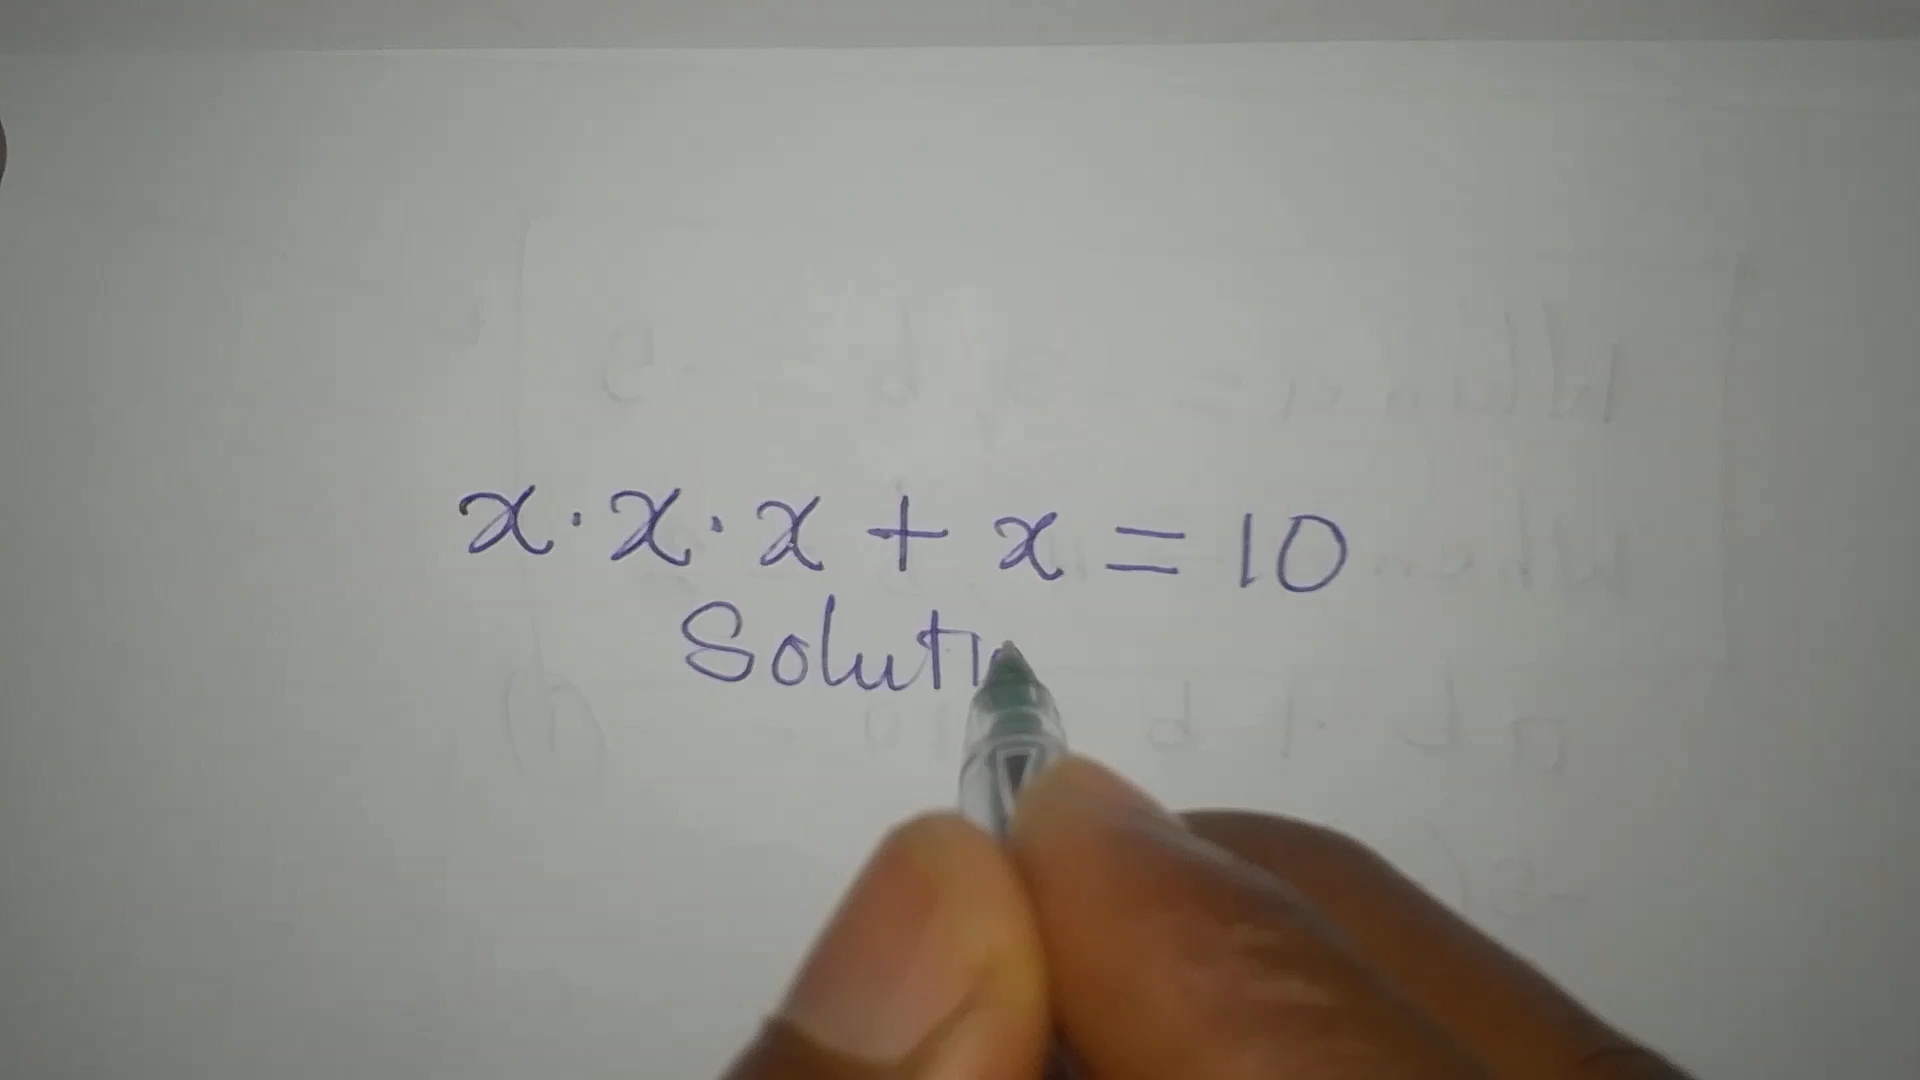 x·x·x + x = 10
Soluti